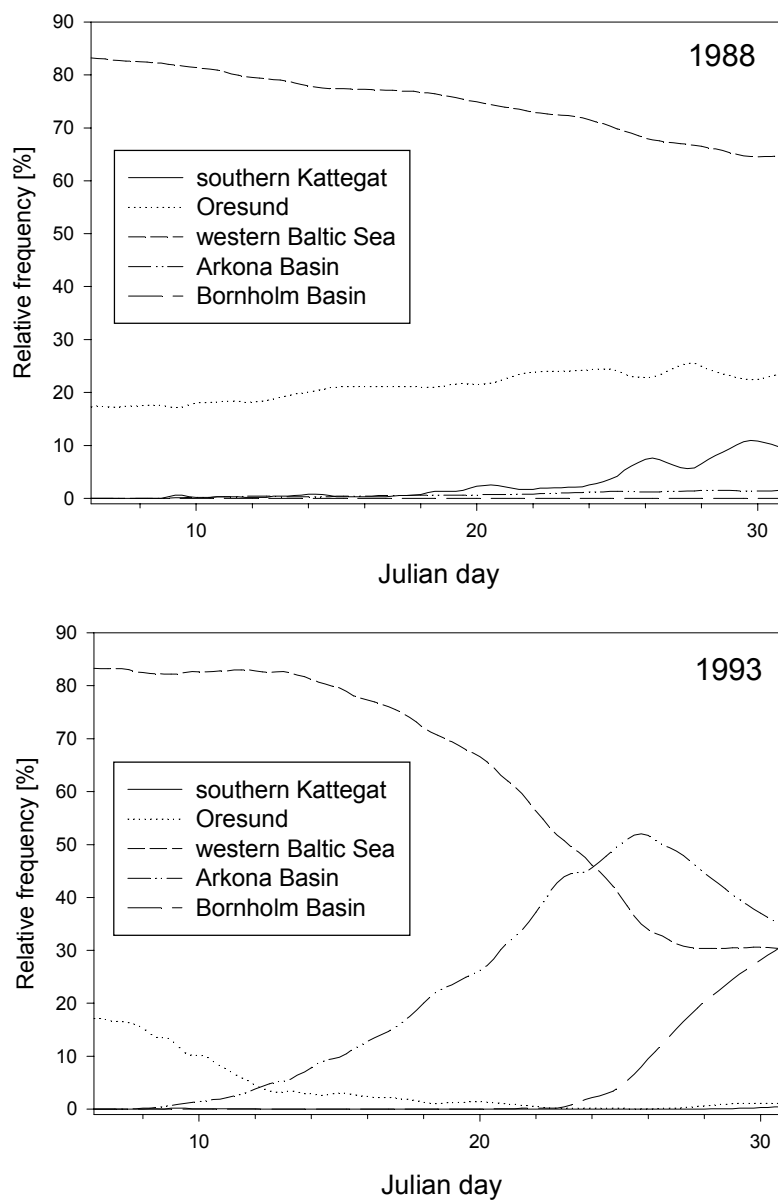 90
1988
80
70
60
50
40
30
20
10
0
southern Kattegat
Oresund
western Baltic Sea
Arkona Basin
Bornholm Basin
Relative frequency [%]
10
20
30
Julian day
90
1993
80
70
60
50
40
30
20
10
0
southern Kattegat
Oresund
western Baltic Sea
Arkona Basin
Bornholm Basin
Relative frequency [%]
10
20
30
Julian day